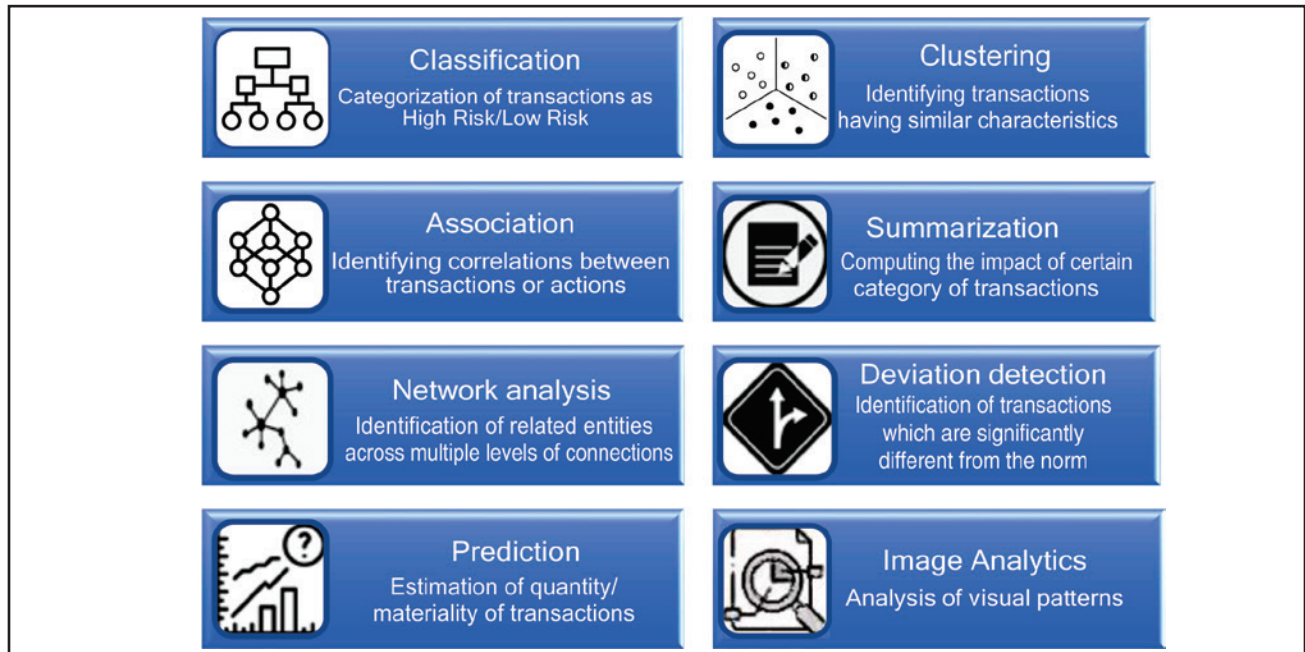 Classification
Categorization of transactions as
High Risk/Low Risk
Clustering
Identifying transactions
having similar characteristics
Association
Identifying correlations between
transactions or actions
Summarization
Computing the impact of certain
category of transactions
Network analysis
Identification of related entities
across multiple levels of connections
Deviation detection
Identification of transactions
which are significantly
different from the norm
?
Prediction
Estimation of quantity/
materiality of transactions
Image Analytics
Analysis of visual patterns